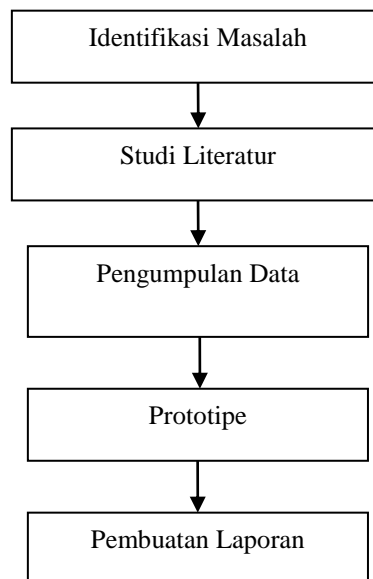 Identifikasi Masalah
Studi Literatur
Pengumpulan Data
Prototipe
Pembuatan Laporan